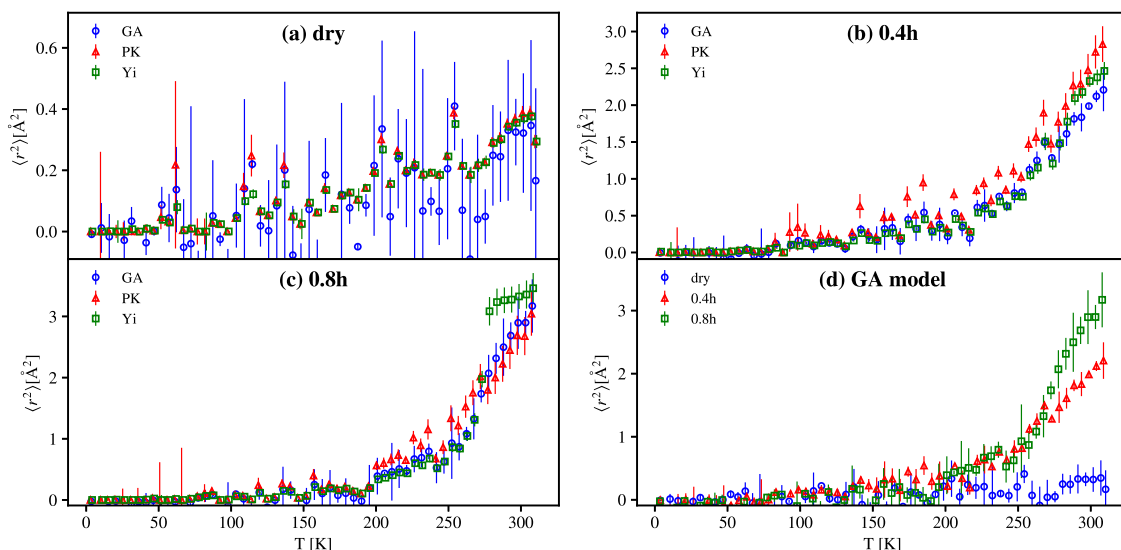 (a) dry
GA
PK
Yi
0.6
0.4
0.2
0.0
⟨r²⟩[Å²]
(b) 0.4h
GA
PK
Yi
3.0
2.5
2.0
1.5
1.0
0.5
0.0
⟨r²⟩[Å²]
(c) 0.8h
GA
PK
Yi
3
2
1
0
⟨r²⟩[Å²]
0 50 100 150 200 250 300
T [K]
(d) GA model
dry
0.4h
0.8h
3
2
1
0
⟨r²⟩[Å²]
0 50 100 150 200 250 300
T [K]